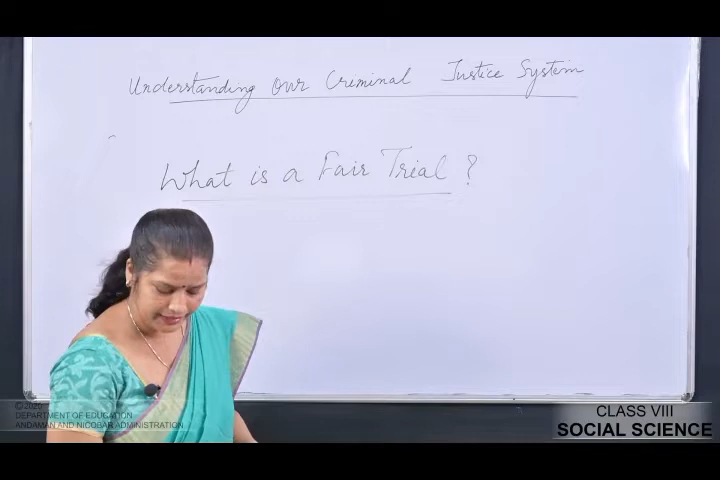 Understanding Our Criminal Justice System
What is a Fair Trial ?
© 2020
DEPARTMENT OF EDUCATION
ANDAMAN AND NICOBAR ADMINISTRATION
CLASS VIII
SOCIAL SCIENCE